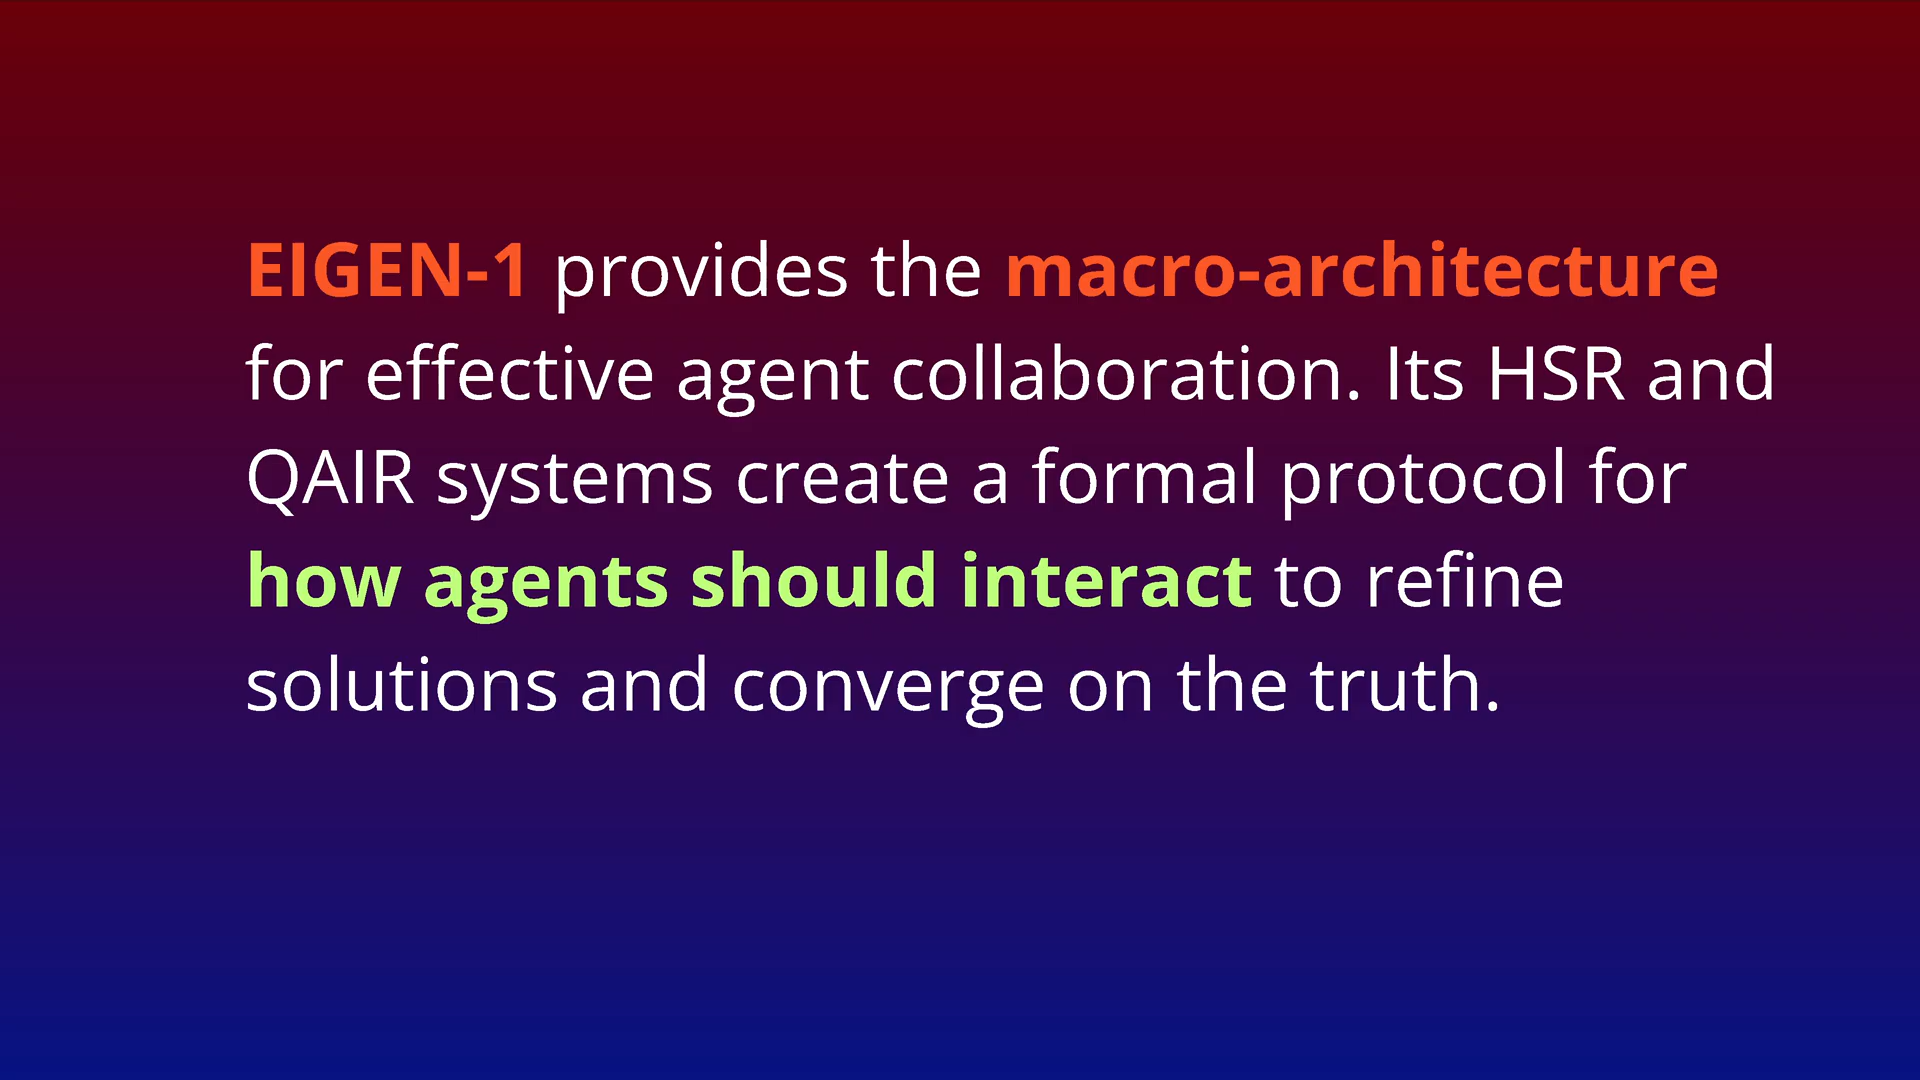 EIGEN-1 provides the macro-architecture
for effective agent collaboration. Its HSR and
QAIR systems create a formal protocol for
how agents should interact to refine
solutions and converge on the truth.